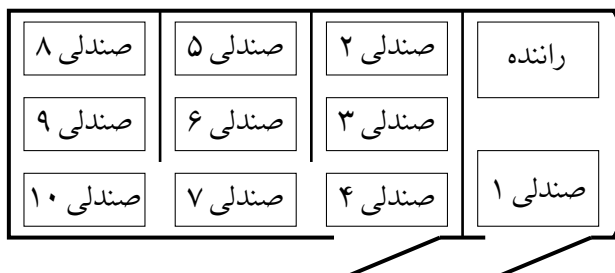 راننده صندلی ۲ صندلی ۵ صندلی ۸
صندلی ۳ صندلی ۶ صندلی ۹
صندلی ۱ صندلی ۴ صندلی ۷ صندلی ۱۰